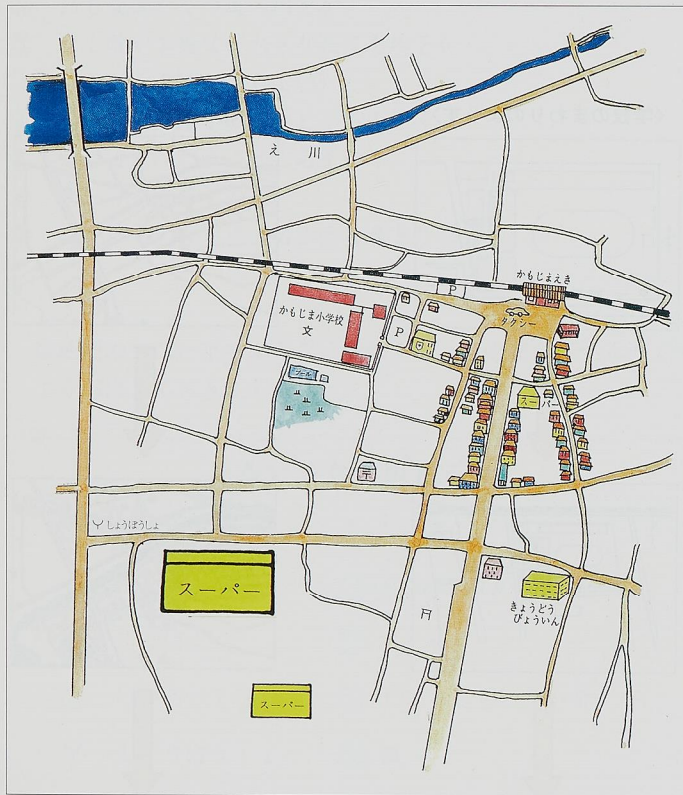 え川
かもじまえき
P
タクシー
かもじま小学校
文
P
プール
スーパー
しょうぼうしょ
スーパー
きょうどう
びょういん
スーパー